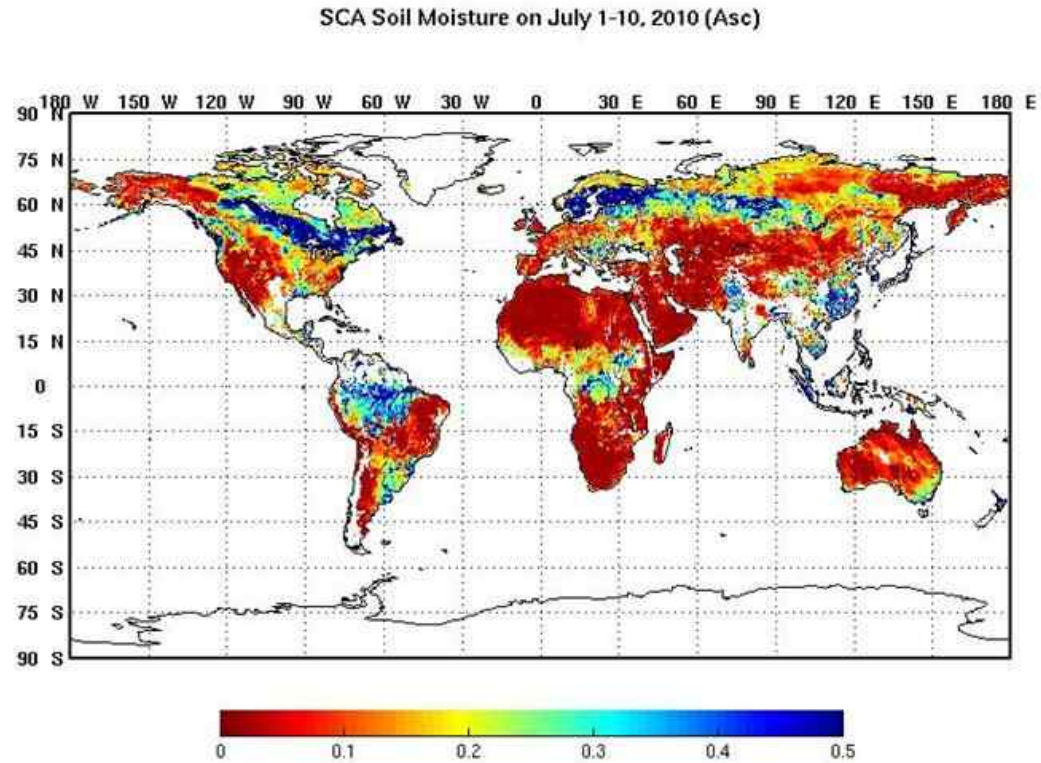 SCA Soil Moisture on July 1-10, 2010 (Asc)
180 W 150 W 120 W 90 W 60 W 30 W 0 30 E 60 E 90 E 120 E 150 E 180 E
90 N
75 N
60 N
45 N
30 N
15 N
0
15 S
30 S
45 S
60 S
75 S
90 S
0 0.1 0.2 0.3 0.4 0.5